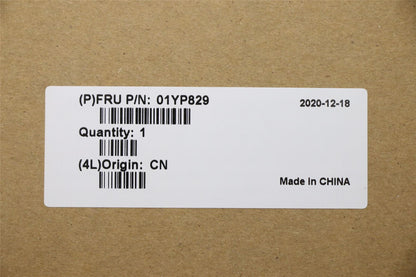 (P)FRU P/N: 01YP829
2020-12-18
Quantity: 1
(4L)Origin: CN
Made In CHINA